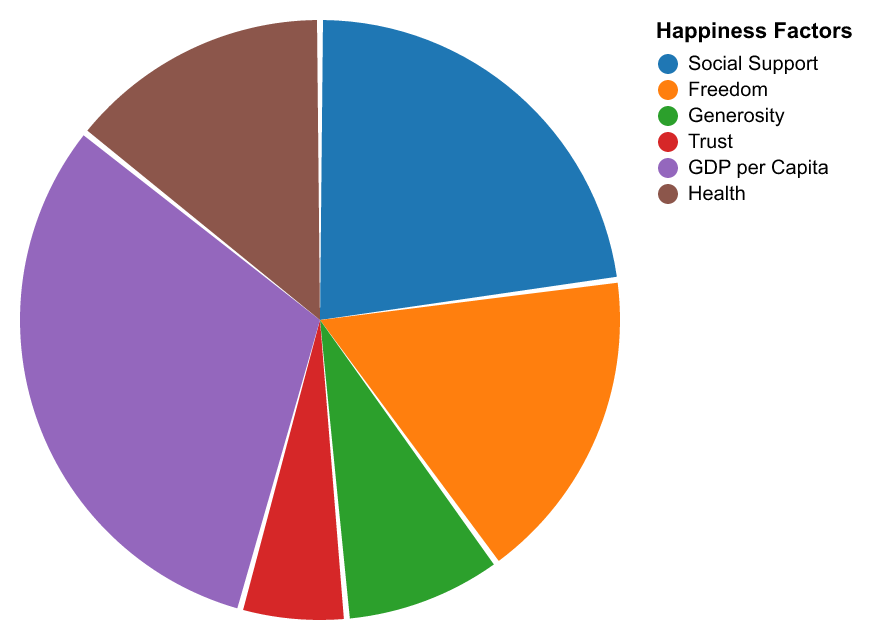 Happiness Factors
Social Support
Freedom
Generosity
Trust
GDP per Capita
Health